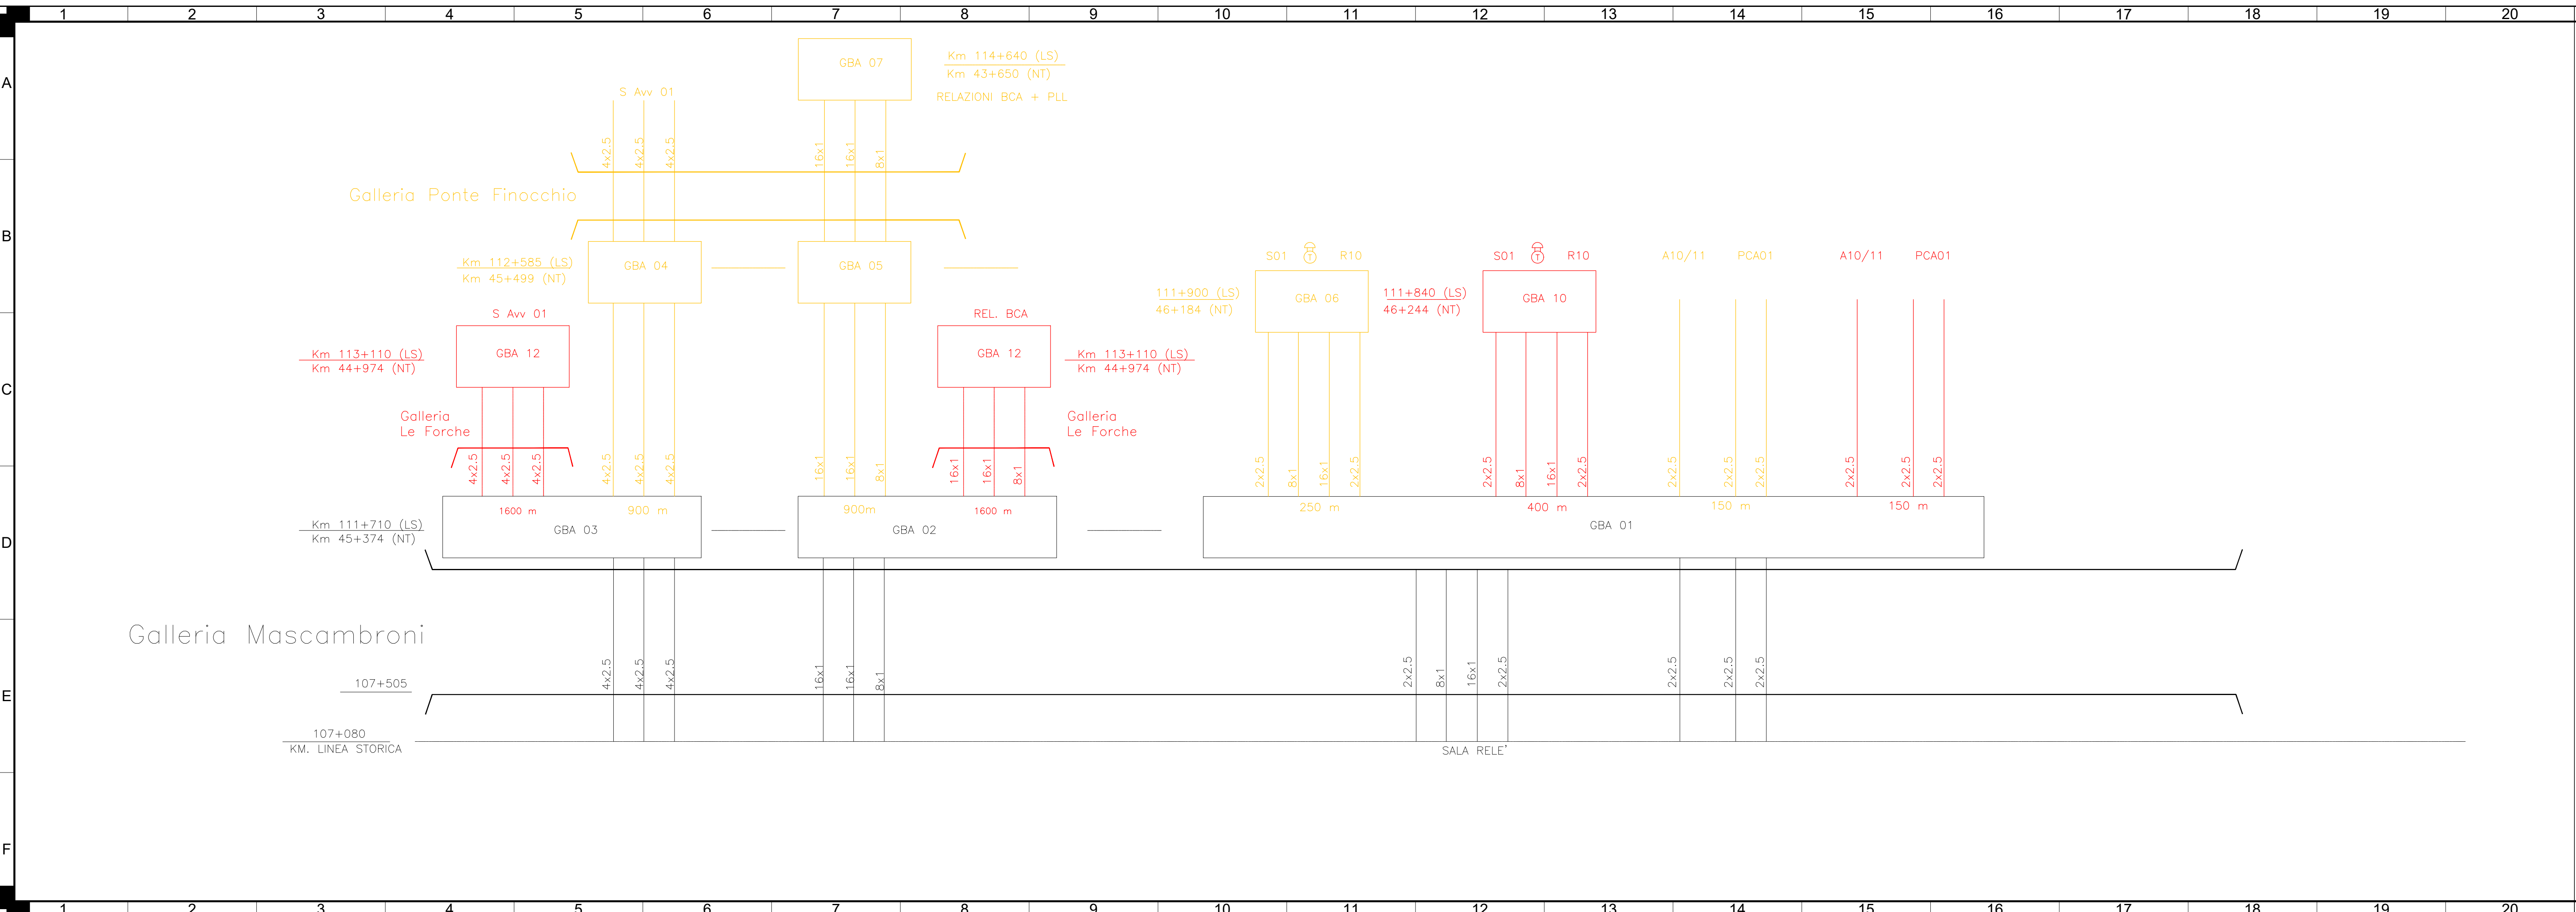 1 2 3 4 5 6 7 8 9 10 11 12 13 14 15 16 17 18 19 20
A
GBA 07
Km 114+640 (LS)
Km 43+650 (NT)
RELAZIONI BCA + PLL
S Avv 01
4x2.5 4x2.5 4x2.5 16x1 16x1 8x1
Galleria Ponte Finocchio
B
Km 112+585 (LS)
Km 45+499 (NT)
GBA 04
GBA 05
S01 T R10
111+900 (LS)
46+184 (NT)
GBA 06
S01 T R10
111+840 (LS)
46+244 (NT)
GBA 10
A10/11 PCA01
A10/11 PCA01
S Avv 01
Km 113+110 (LS)
Km 44+974 (NT)
GBA 12
REL. BCA
GBA 12
Km 113+110 (LS)
Km 44+974 (NT)
C
Galleria
Le Forche
Galleria
Le Forche
4x2.5 4x2.5 4x2.5 4x2.5 4x2.5 4x2.5 16x1 16x1 8x1 16x1 16x1 8x1 2x2.5 8x1 16x1 2x2.5 2x2.5 8x1 16x1 2x2.5 2x2.5 2x2.5 2x2.5 2x2.5 2x2.5 2x2.5
1600 m 900 m 900m 1600 m 250 m 400 m 150 m 150 m
Km 111+710 (LS)
Km 45+374 (NT)
GBA 03
GBA 02
GBA 01
D
Galleria Mascambroni
4x2.5 4x2.5 4x2.5 16x1 16x1 8x1 2x2.5 8x1 16x1 2x2.5 2x2.5 2x2.5 2x2.5
107+505
E
107+080
KM. LINEA STORICA
SALA RELE'
F
1 2 3 4 5 6 7 8 9 10 11 12 13 14 15 16 17 18 19 20